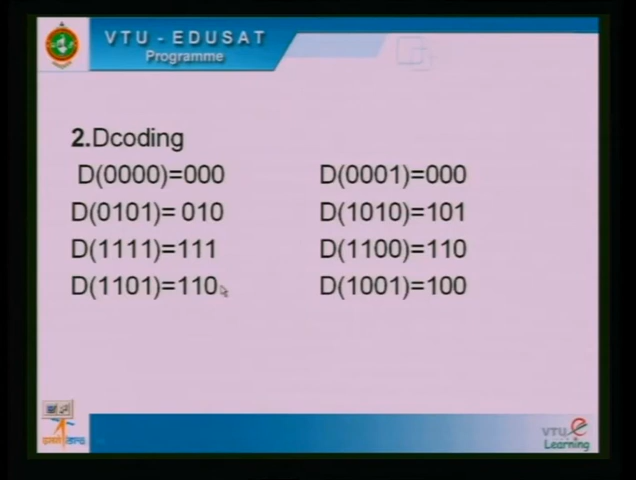 VTU - EDUSAT
Programme
2.Dcoding
D(0000)=000 D(0001)=000
D(0101)= 010 D(1010)=101
D(1111)=111 D(1100)=110
D(1101)=110 D(1001)=100
VTU e
Learning